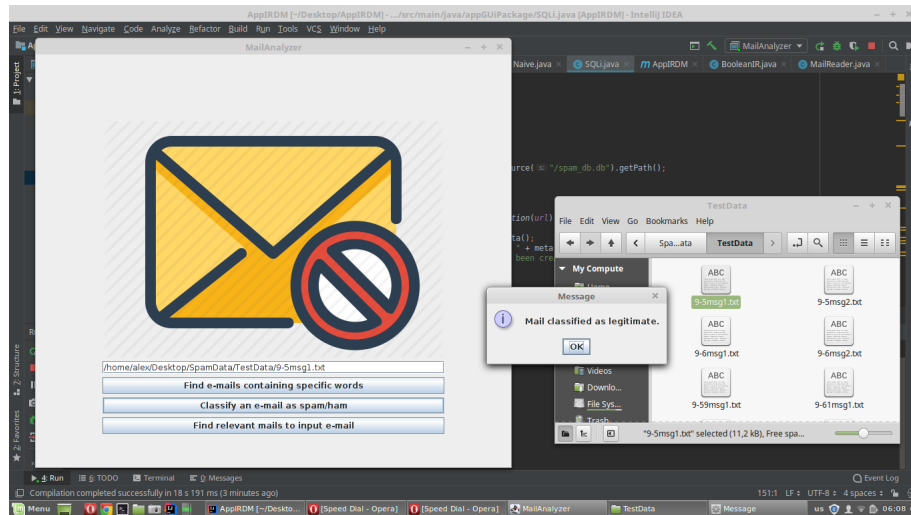 AppIRDM [~/Desktop/AppIRDM] - .../src/main/java/appGUiPackage/SQLi.java [AppIRDM] - IntelliJ IDEA
File Edit View Navigate Code Analyze Refactor Build Run Tools VCS Window Help
MailAnalyzer
MailAnalyzer
1: Project
Naive.java
SQLi.java
AppIRDM
BooleanIR.java
MailReader.java
urce( "/spam_db.db").getPath();
tion(url)
ta();
" + meta
been cre
TestData
File Edit View Go Bookmarks Help
Spa...ata
TestData
My Compute
Home
Videos
Downlo...
File Sys...
Trash
ABC
9-5msg1.txt
ABC
9-5msg2.txt
ABC
9-6msg1.txt
ABC
9-6msg2.txt
ABC
9-59msg1.txt
ABC
9-61msg1.txt
"9-5msg1.txt" selected (11,2 kB), Free spa...
Message
Mail classified as legitimate.
OK
/home/alex/Desktop/SpamData/TestData/9-5msg1.txt
Find e-mails containing specific words
Classify an e-mail as spam/ham
Find relevant mails to input e-mail
7: Structure
2: Favorites
4: Run
6: TODO
Terminal
0: Messages
Event Log
Compilation completed successfully in 18 s 191 ms (3 minutes ago)
151:1 LF UTF-8 4 spaces
Menu
AppIRDM [~/Deskto...
[Speed Dial - Opera]
[Speed Dial - Opera]
MailAnalyzer
TestData
Message
us
06:08